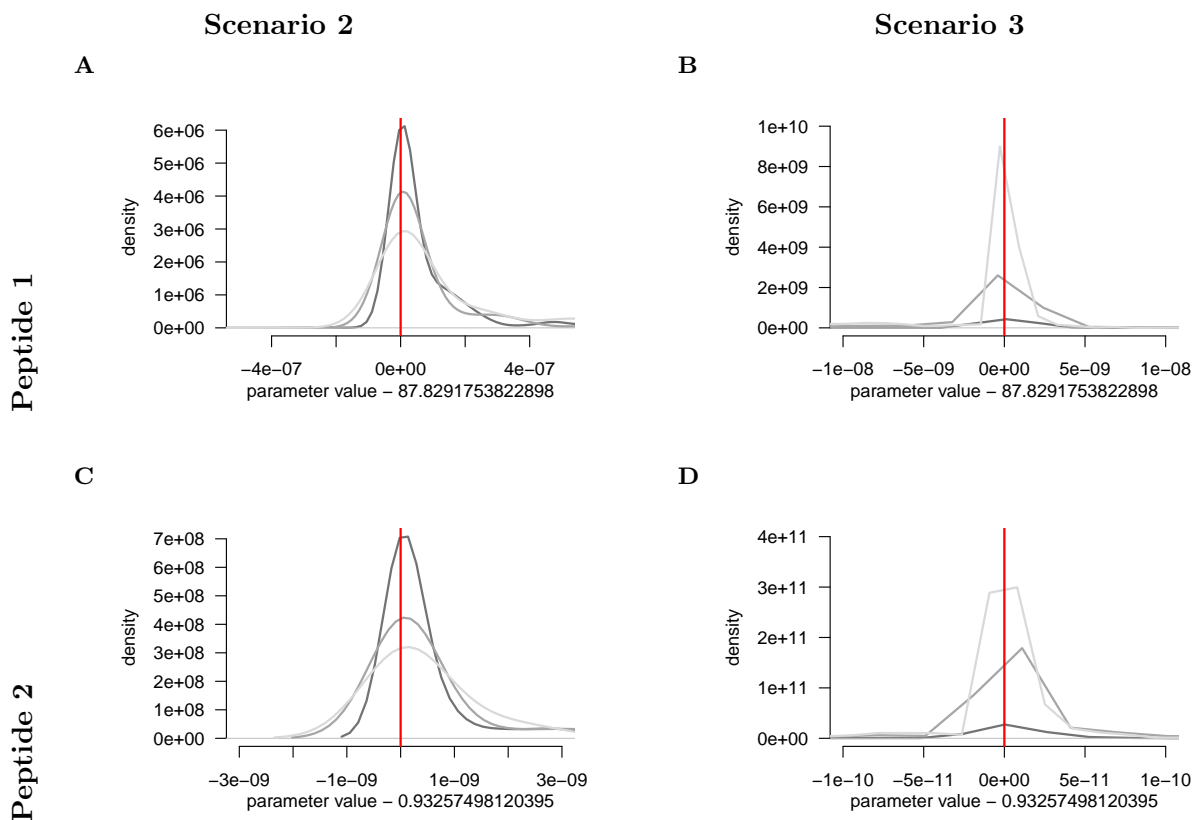 Scenario 2
Scenario 3
Peptide 1
A
density
6e+06
5e+06
4e+06
3e+06
2e+06
1e+06
0e+00
−4e−07 0e+00 4e−07
parameter value − 87.8291753822898
B
density
1e+10
8e+09
6e+09
4e+09
2e+09
0e+00
−1e−08 −5e−09 0e+00 5e−09 1e−08
parameter value − 87.8291753822898
Peptide 2
C
density
7e+08
6e+08
5e+08
4e+08
3e+08
2e+08
1e+08
0e+00
−3e−09 −1e−09 1e−09 3e−09
parameter value − 0.93257498120395
D
density
4e+11
3e+11
2e+11
1e+11
0e+00
−1e−10 −5e−11 0e+00 5e−11 1e−10
parameter value − 0.93257498120395